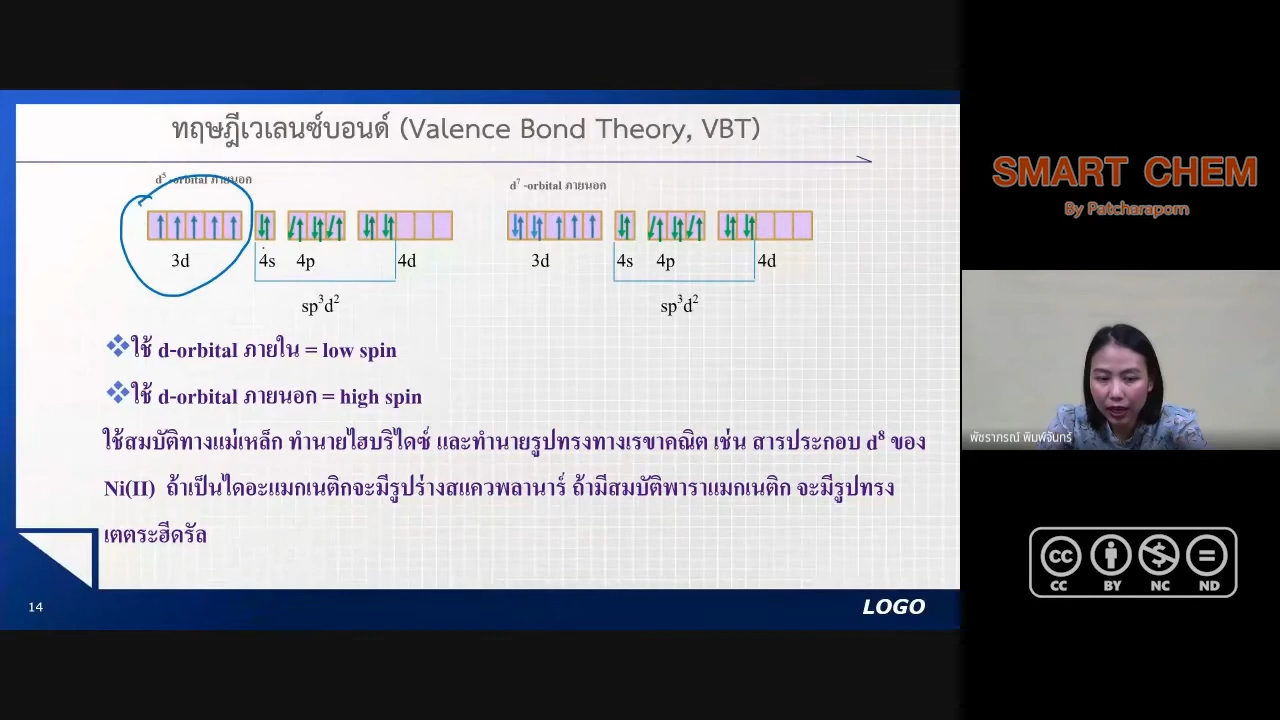 ทฤษฎีเวเลนซ์บอนด์ (Valence Bond Theory, VBT)
d⁵ -orbital ภายนอก
d⁷ -orbital ภายนอก
3d 4s 4p 4d
3d 4s 4p 4d
sp³d²
sp³d²
ใช้ d-orbital ภายใน = low spin
ใช้ d-orbital ภายนอก = high spin
ใช้สมบัติทางแม่เหล็ก ทำนายไฮบริไดซ์ และทำนายรูปทรงทางเรขาคณิต เช่น สารประกอบ d⁸ ของ
Ni(II) ถ้าเป็นไดอะแมกเนติกจะมีรูปร่างสแควพลานาร์ ถ้ามีสมบัติพาราแมกเนติก จะมีรูปทรง
เตตระฮีดรัล
14
LOGO
SMART CHEM
By Patcharaporn
พัชราภรณ์ พิมพ์จันทร์
CC BY NC ND